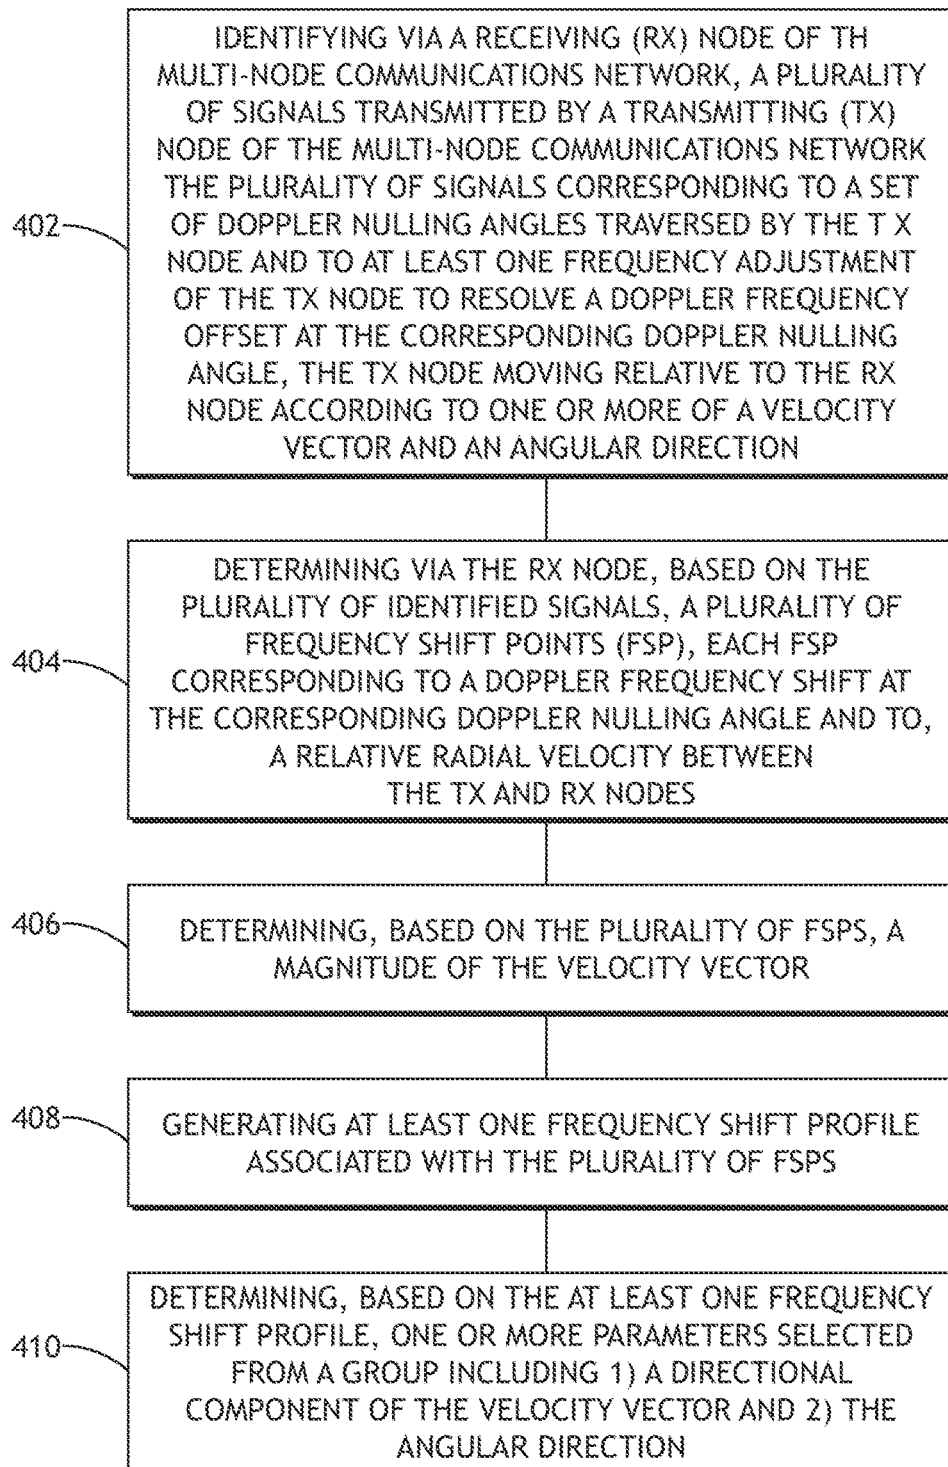 402
IDENTIFYING VIA A RECEIVING (RX) NODE OF TH
MULTI-NODE COMMUNICATIONS NETWORK, A PLURALITY
OF SIGNALS TRANSMITTED BY A TRANSMITTING (TX)
NODE OF THE MULTI-NODE COMMUNICATIONS NETWORK
THE PLURALITY OF SIGNALS CORRESPONDING TO A SET
OF DOPPLER NULLING ANGLES TRAVERSED BY THE T X
NODE AND TO AT LEAST ONE FREQUENCY ADJUSTMENT
OF THE TX NODE TO RESOLVE A DOPPLER FREQUENCY
OFFSET AT THE CORRESPONDING DOPPLER NULLING
ANGLE, THE TX NODE MOVING RELATIVE TO THE RX
NODE ACCORDING TO ONE OR MORE OF A VELOCITY
VECTOR AND AN ANGULAR DIRECTION
404
DETERMINING VIA THE RX NODE, BASED ON THE
PLURALITY OF IDENTIFIED SIGNALS, A PLURALITY OF
FREQUENCY SHIFT POINTS (FSP), EACH FSP
CORRESPONDING TO A DOPPLER FREQUENCY SHIFT AT
THE CORRESPONDING DOPPLER NULLING ANGLE AND TO,
A RELATIVE RADIAL VELOCITY BETWEEN
THE TX AND RX NODES
406
DETERMINING, BASED ON THE PLURALITY OF FSPS, A
MAGNITUDE OF THE VELOCITY VECTOR
408
GENERATING AT LEAST ONE FREQUENCY SHIFT PROFILE
ASSOCIATED WITH THE PLURALITY OF FSPS
410
DETERMINING, BASED ON THE AT LEAST ONE FREQUENCY
SHIFT PROFILE, ONE OR MORE PARAMETERS SELECTED
FROM A GROUP INCLUDING 1) A DIRECTIONAL
COMPONENT OF THE VELOCITY VECTOR AND 2) THE
ANGULAR DIRECTION